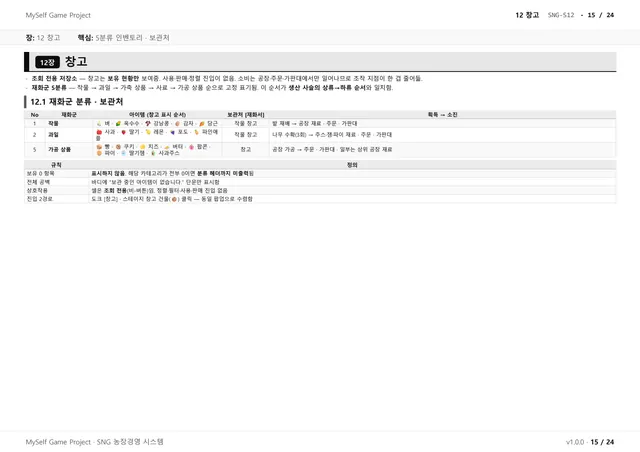 MySelf Game Project
12 창고 SNG-S12 · 15 / 24
장: 12 창고 핵심: 5분류 인벤토리 · 보관처
12장 창고
· 조회 전용 저장소 — 창고는 보유 현황만 보여준다. 사용·판매·정렬 진입이 없음. 소비는 공장·주문·가판대에서만 일어나므로 조작 지점이 한 겹 줄어듦.
· 재화군 5분류 — 작물 → 과일 → 가축 상품 → 사료 → 가공 상품 순으로 고정 표기됨. 이 순서가 생산 사슬의 상류→하류 순서와 일치함.
12.1 재화군 분류 · 보관처
No 재화군 아이템 (창고 표시 순서) 보관처 [재화서] 획득 → 소진
1 작물 벼 · 옥수수 · 강낭콩 · 감자 · 당근 작물 창고 밭 재배 → 공장 재료 · 주문 · 가판대
2 과일 사과 · 딸기 · 레몬 · 포도 · 파인애플 작물 창고 나무 수확(3회) → 주스·잼·파이 재료 · 주문 · 가판대
5 가공 상품 빵 · 쿠키 · 치즈 · 버터 · 팝콘 · 파이 · 딸기잼 · 사과주스 창고 공장 가공 → 주문 · 가판대 · 일부는 상위 공장 재료
규칙 정의
보유 0 항목 표시하지 않음. 해당 카테고리가 전부 0이면 분류 헤더까지 미출력됨
전체 공백 바디에 "보관 중인 아이템이 없습니다." 단문만 표시함
상호작용 셀은 조회 전용(비-버튼)임. 정렬·필터·사용·판매 진입 없음
진입 2경로 도크 [창고] · 스테이지 창고 건물( ) 클릭 — 동일 팝업으로 수렴함
MySelf Game Project · SNG 농장경영 시스템
v1.0.0 · 15 / 24